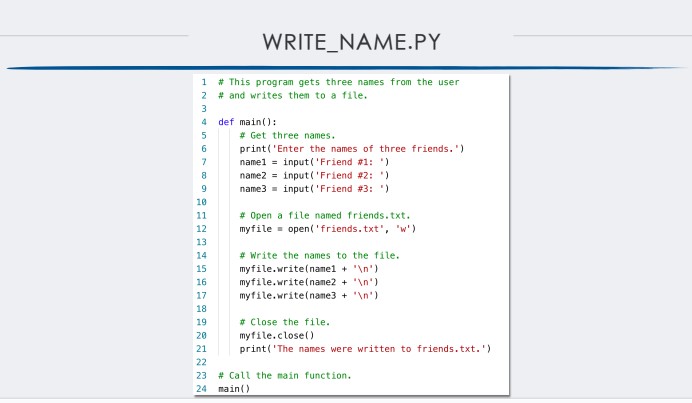 WRITE_NAME.PY
1 # This program gets three names from the user
2 # and writes them to a file.
3
4 def main():
5     # Get three names.
6     print('Enter the names of three friends.')
7     name1 = input('Friend #1: ')
8     name2 = input('Friend #2: ')
9     name3 = input('Friend #3: ')
10
11     # Open a file named friends.txt.
12     myfile = open('friends.txt', 'w')
13
14     # Write the names to the file.
15     myfile.write(name1 + '\n')
16     myfile.write(name2 + '\n')
17     myfile.write(name3 + '\n')
18
19     # Close the file.
20     myfile.close()
21     print('The names were written to friends.txt.')
22
23 # Call the main function.
24 main()